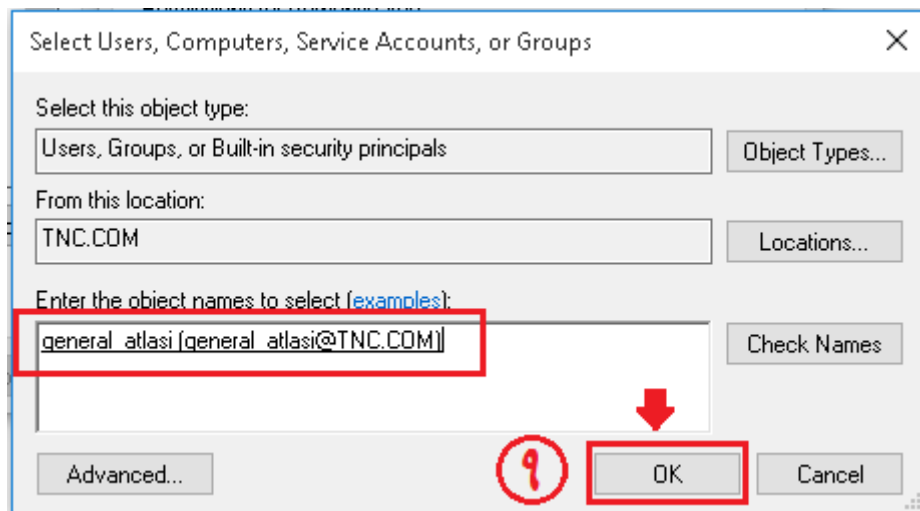 Select Users, Computers, Service Accounts, or Groups
Select this object type:
Users, Groups, or Built-in security principals
Object Types...
From this location:
TNC.COM
Locations...
Enter the object names to select (examples):
general_atlasi (general_atlasi@TNC.COM)
Check Names
Advanced...
9
OK
Cancel